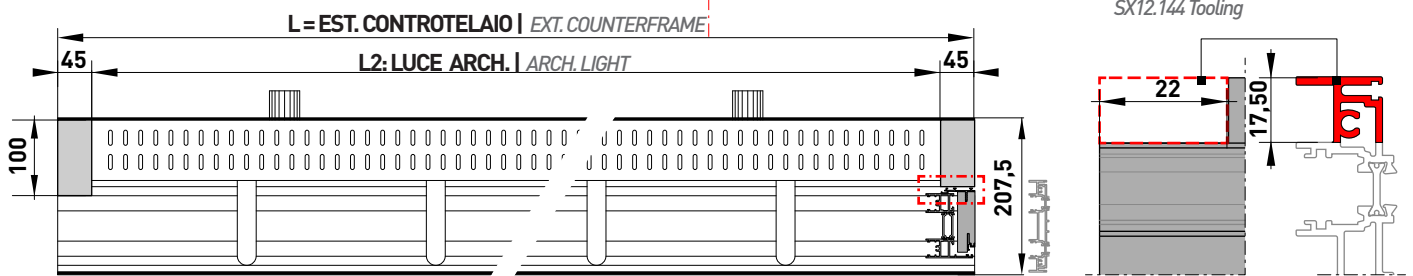 SX12.144 Tooling
L = EST. CONTROTELAIO | EXT. COUNTERFRAME
45
L2: LUCE ARCH. | ARCH. LIGHT
45
100
207,5
22
17,50